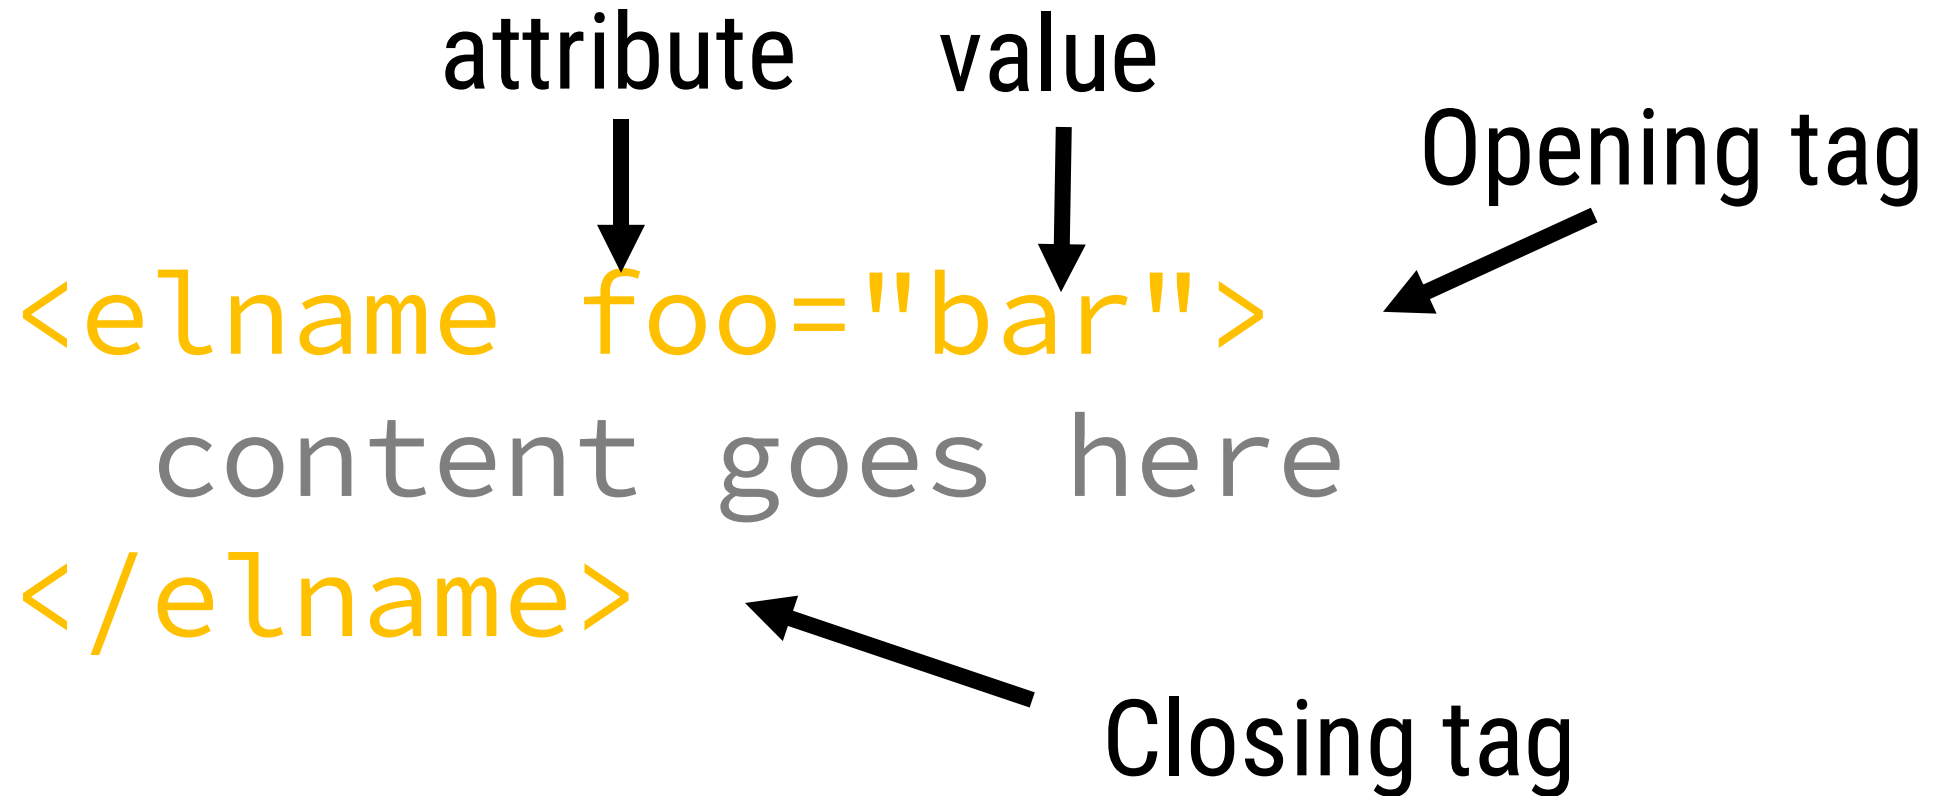 attribute value
Opening tag
<elname foo="bar">
content goes here
</elname>
Closing tag